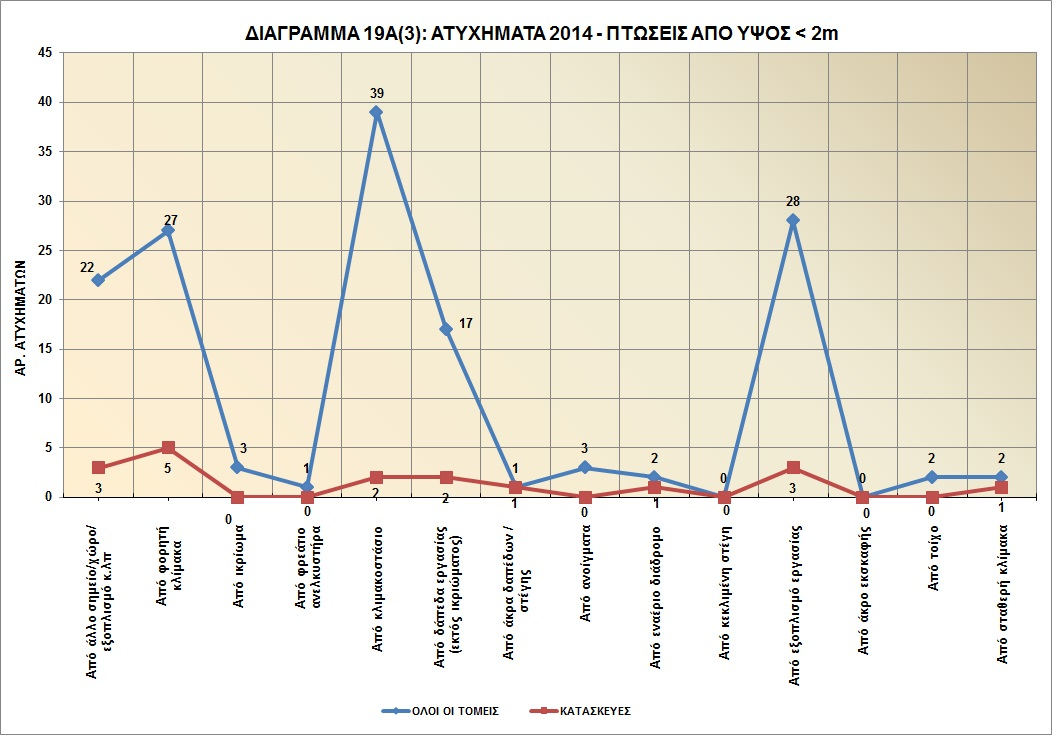 ΔΙΑΓΡΑΜΜΑ 19Α(3): ΑΤΥΧΗΜΑΤΑ 2014 - ΠΤΩΣΕΙΣ ΑΠΟ ΥΨΟΣ < 2m
ΑΡ. ΑΤΥΧΗΜΑΤΩΝ
45
40
35
30
25
20
15
10
5
0
22
27
3
1
39
17
1
3
2
0
28
0
2
2
3
5
0
0
2
2
1
0
1
0
3
0
0
1
Από άλλο σημείο/χώρο/
εξοπλισμό κ.λπ
Από φορητή
κλίμακα
Από ικρίωμα
Από φρεάτιο
ανελκυστήρα
Από κλιμακοστάσιο
Από δάπεδα εργασίας
(εκτός ικριώματος)
Από άκρα δαπέδων /
στέγης
Από ανοίγματα
Από εναέριο διάδρομο
Από κεκλιμένη στέγη
Από εξοπλισμό εργασίας
Από άκρο εκσκαφής
Από τοίχο
Από σταθερή κλίμακα
ΟΛΟΙ ΟΙ ΤΟΜΕΙΣ
ΚΑΤΑΣΚΕΥΕΣ